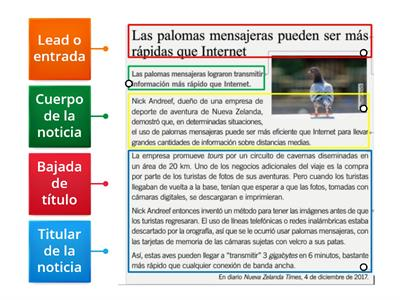 Lead o
entrada
Cuerpo
de la
noticia
Bajada
de
título
Titular
de la
noticia
Las palomas mensajeras pueden ser más
rápidas que Internet
Las palomas mensajeras lograron transmitir
información más rápido que Internet.
Nick Andreef, dueño de una empresa de
deporte de aventura de Nueva Zelanda,
demostró que, en determinadas situaciones,
el uso de palomas mensajeras puede ser más eficiente que Internet para llevar
grandes cantidades de información sobre distancias medias.
La empresa promueve tours por un circuito de cavernas diseminadas en
un área de 20 km. Uno de los negocios adicionales del viaje es la compra
por parte de los turistas de fotos de sus aventuras. Pero cuando los turistas
llegaban de vuelta a la base, tenían que esperar a que las fotos, tomadas con
cámaras digitales, se descargaran e imprimieran.
Nick Andreef entonces inventó un método para tener las imágenes antes de que
los turistas regresaran. El uso de líneas telefónicas o redes inalámbricas estaba
descartado por la orografía, así que se le ocurrió usar palomas mensajeras, con
las tarjetas de memoria de las cámaras sujetas con velcro a sus patas.
Así, estas aves pueden llegar a "transmitir" 3 gigabytes en 6 minutos, bastante
más rápido que cualquier conexión de banda ancha.
En diario Nueva Zelanda Times, 4 de diciembre de 2017.